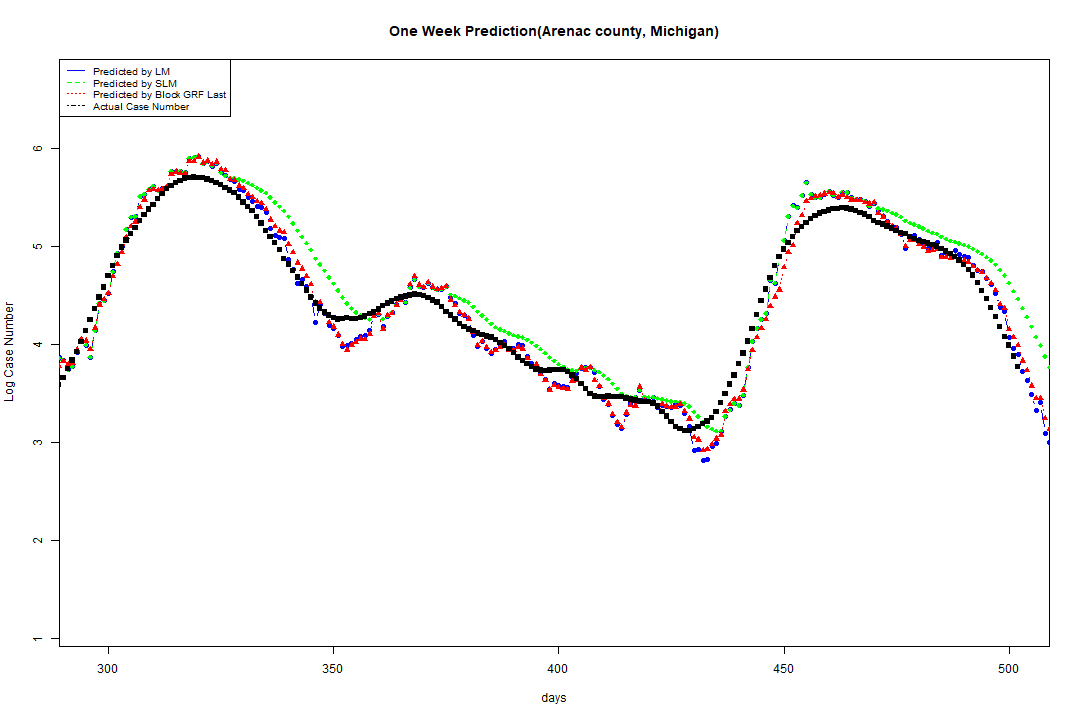 One Week Prediction(Arenac county, Michigan)
Predicted by LM
Predicted by SLM
Predicted by Block GRF Last
Actual Case Number
6
5
4
3
2
1
Log Case Number
300 350 400 450 500
days